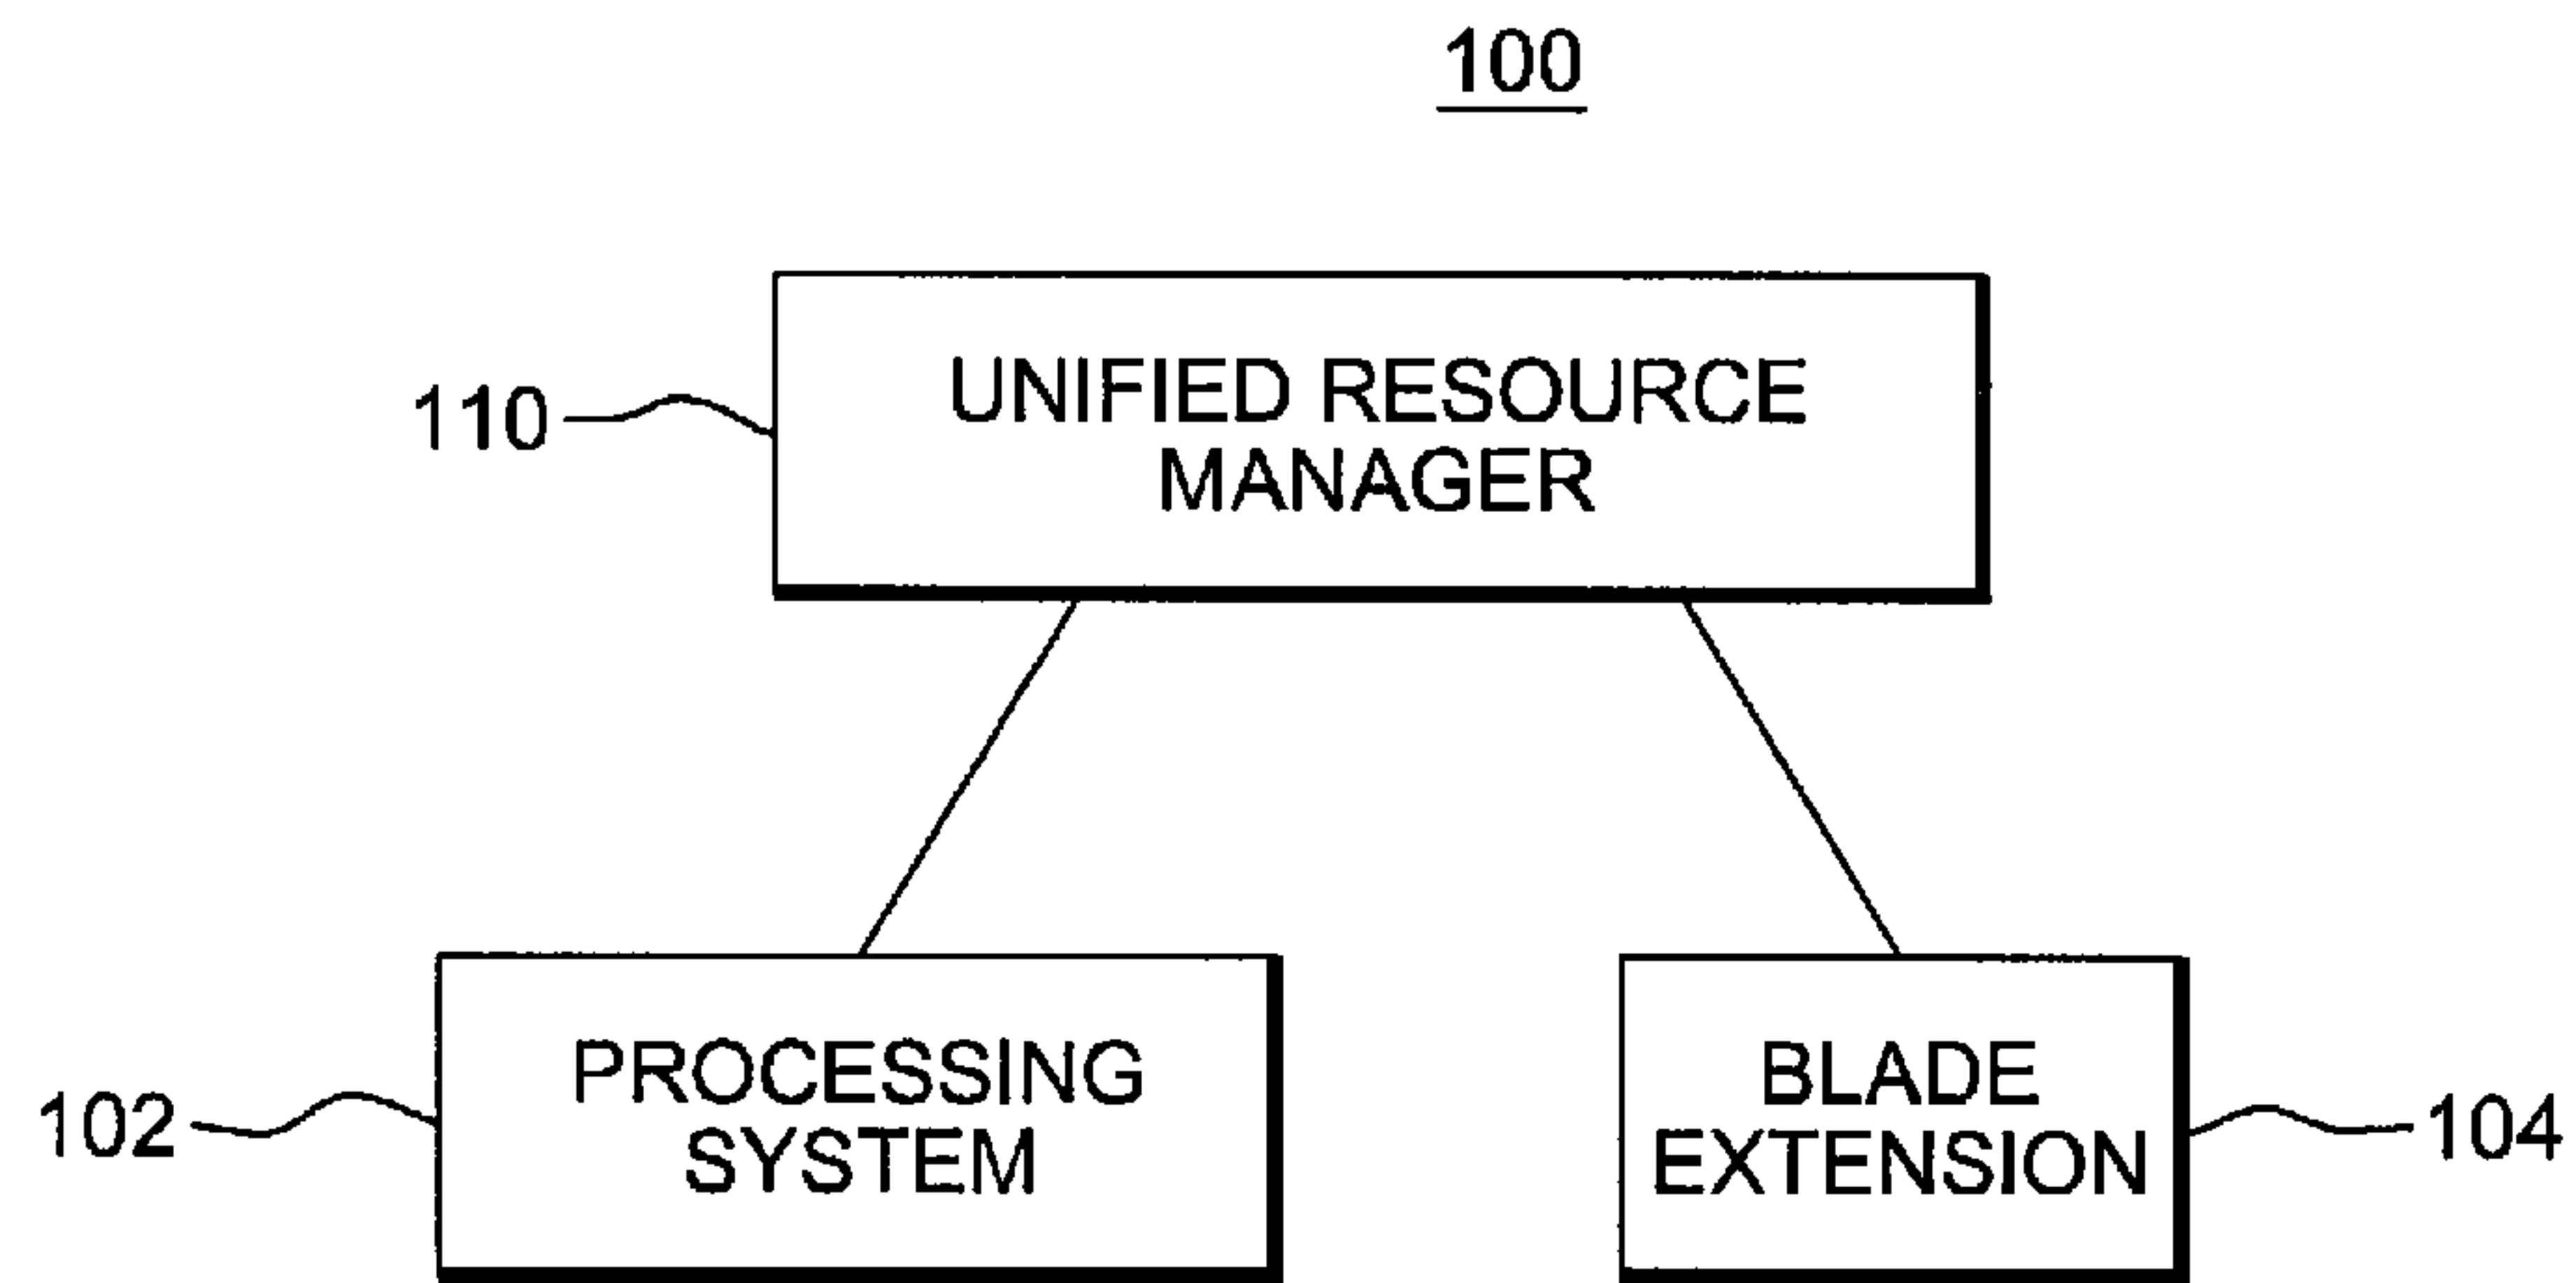 100
110
UNIFIED RESOURCE
MANAGER
102
PROCESSING
SYSTEM
BLADE
EXTENSION
104